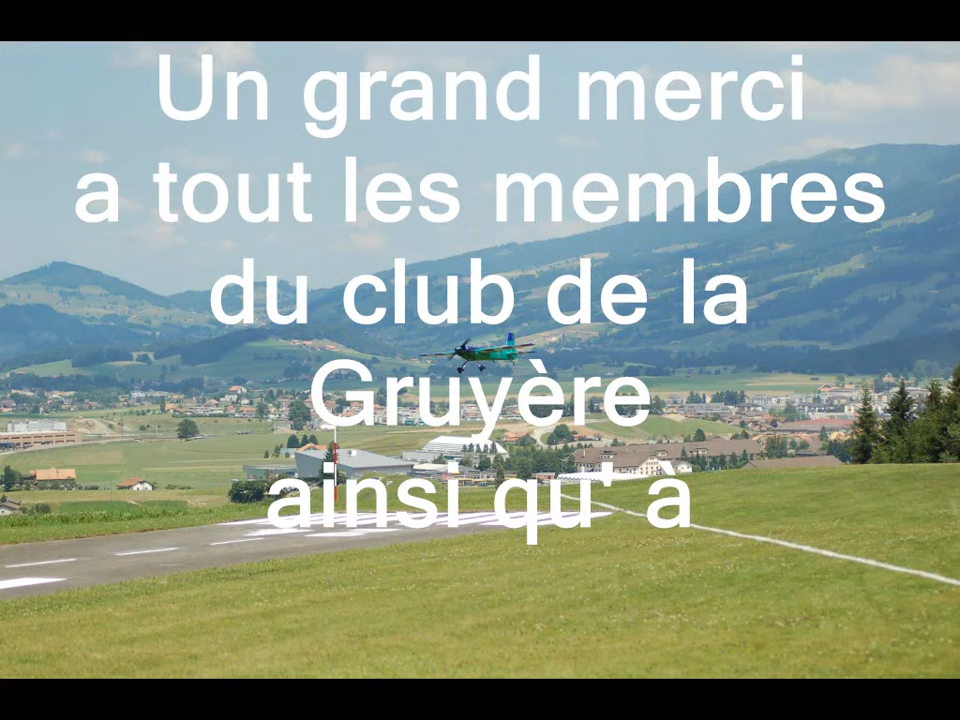 Un grand merci
a tout les membres
du club de la
Gruyère
ainsi qu' à